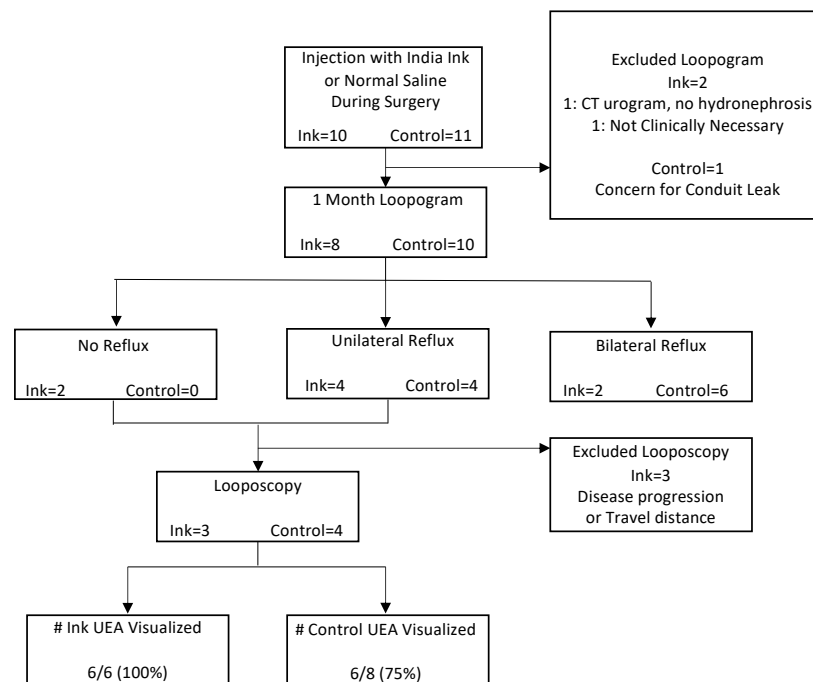 Injection with India Ink
or Normal Saline
During Surgery
Ink=10 Control=11
Excluded Loopogram
Ink=2
1: CT urogram, no hydronephrosis
1: Not Clinically Necessary
Control=1
Concern for Conduit Leak
1 Month Loopogram
Ink=8 Control=10
No Reflux
Ink=2 Control=0
Unilateral Reflux
Ink=4 Control=4
Bilateral Reflux
Ink=2 Control=6
Excluded Looposcopy
Ink=3
Disease progression
or Travel distance
Looposcopy
Ink=3 Control=4
# Ink UEA Visualized
6/6 (100%)
# Control UEA Visualized
6/8 (75%)